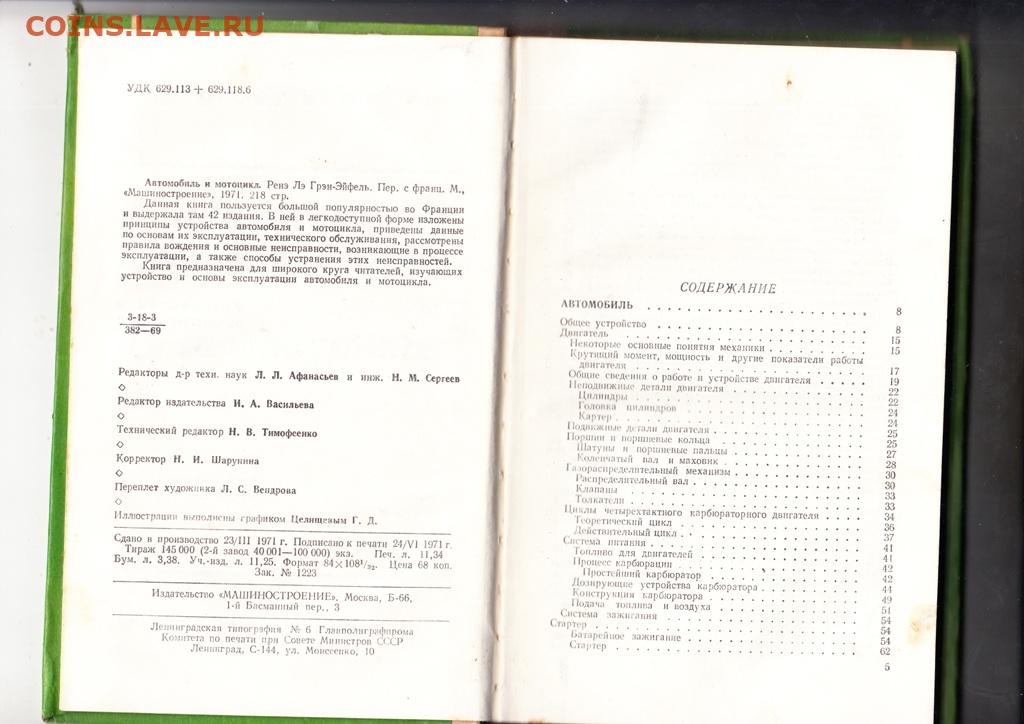 COINS.LAVE.RU
УДК 629.113 + 629.118.6
Автомобиль и мотоцикл. Ренэ Лэ Грэн-Эйфель. Пер. с франц. М.,
«Машиностроение», 1971. 218 стр.
Данная книга пользуется большой популярностью во Франции
и выдержала там 42 издания. В ней в легкодоступной форме изложены
принципы устройства автомобиля и мотоцикла, приведены данные
по основам их эксплуатации, технического обслуживания, рассмотрены
правила вождения и основные неисправности, возникающие в процессе
эксплуатации, а также способы устранения этих неисправностей.
Книга предназначена для широкого круга читателей, изучающих
устройство и основы эксплуатации автомобиля и мотоцикла.
3-18-3
382—69
Редакторы д-р техн. наук Л. Л. Афанасьев и инж. Н. М. Сергеев
Редактор издательства И. А. Васильева
Технический редактор Н. В. Тимофеенко
Корректор Н. И. Шарунина
Переплет художника Л. С. Вендрова
Иллюстрации выполнены графиком Целищевым Г. Д.
Сдано в производство 23/III 1971 г. Подписано к печати 24/VI 1971 г.
Тираж 145 000 (2-й завод 40 001—100 000) экз. Печ. л. 11,34
Бум. л. 3,38. Уч.-изд. л. 11,25. Формат 84×108¹/₃₂. Цена 68 коп.
Зак. № 1223
Издательство «МАШИНОСТРОЕНИЕ», Москва, Б-66,
1-й Басманный пер., 3
Ленинградская типография № 6 Главполиграфпрома
Комитета по печати при Совете Министров СССР
Ленинград, С-144, ул. Моисеенко, 10
СОДЕРЖАНИЕ
АВТОМОБИЛЬ . . . 8
Общее устройство . . . 8
Двигатель . . . 15
Некоторые основные понятия механики . . . 15
Крутящий момент, мощность и другие показатели работы
двигателя . . . 17
Общие сведения о работе и устройстве двигателя . . . 19
Неподвижные детали двигателя . . . 22
Цилиндры . . . 22
Головка цилиндров . . . 24
Картер . . . 24
Подвижные детали двигателя . . . 25
Поршни и поршневые кольца . . . 25
Шатуны и поршневые пальцы . . . 27
Коленчатый вал и маховик . . . 28
Газораспределительный механизм . . . 30
Распределительный вал . . . 30
Клапаны . . . 33
Толкатели . . . 33
Циклы четырехтактного карбюраторного двигателя . . . 34
Теоретический цикл . . . 36
Действительный цикл . . . 37
Система питания . . . 41
Топливо для двигателей . . . 41
Процесс карбюрации . . . 42
Простейший карбюратор . . . 42
Дозирующие устройства карбюратора . . . 44
Конструкция карбюратора . . . 49
Подача топлива и воздуха . . . 51
Система зажигания . . . 54
Стартер . . . 54
Батарейное зажигание . . . 54
Стартер . . . 62
5